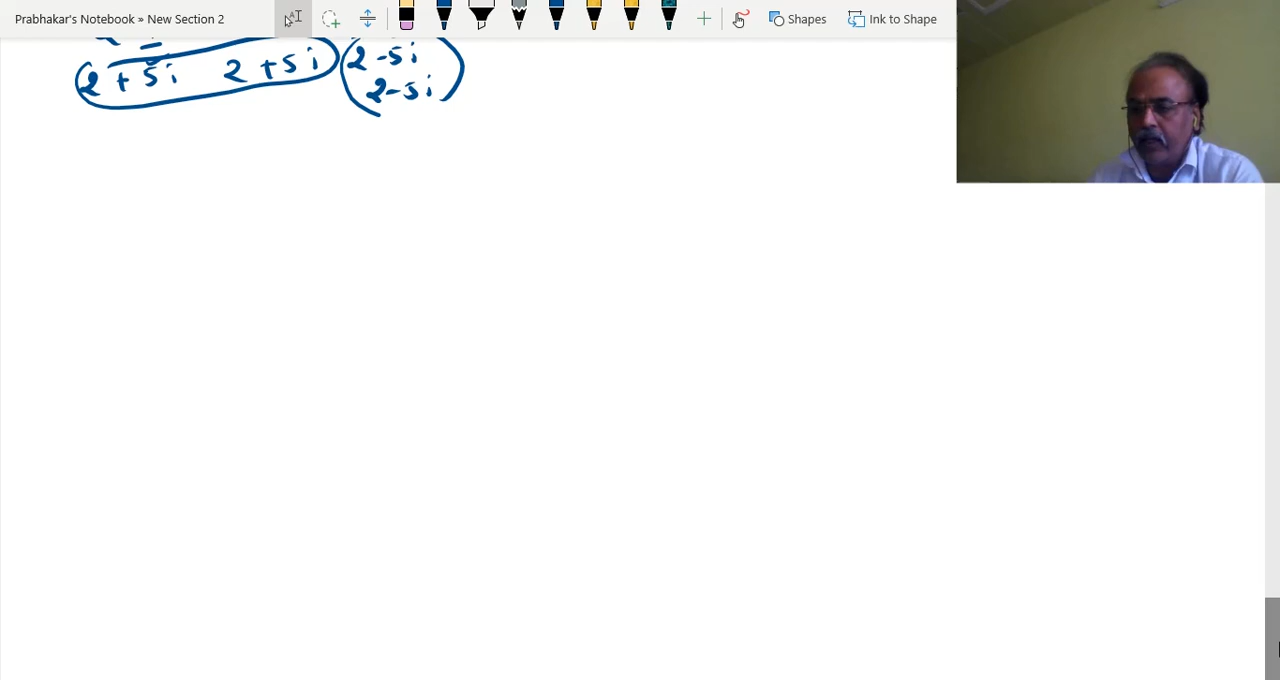 Prabhakar's Notebook » New Section 2
Shapes
Ink to Shape
(2+5i 2+5i) (2-5i
2-5i)